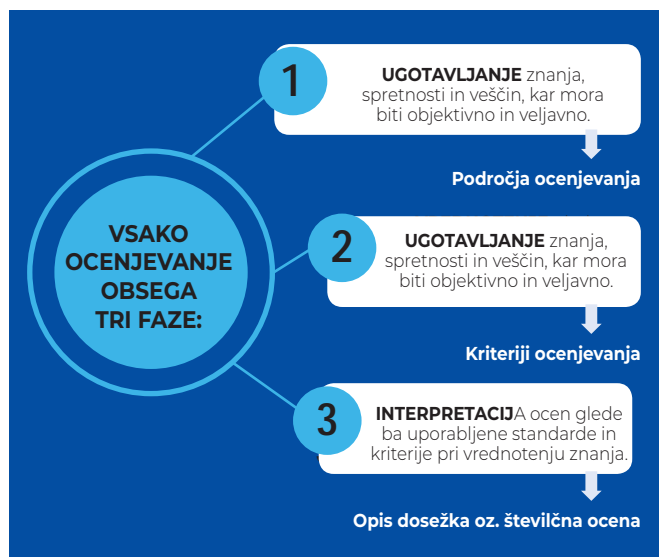 VSAKO
OCENJEVANJE
OBSEGA
TRI FAZE:
1
UGOTAVLJANJE znanja,
spretnosti in veščin, kar mora
biti objektivno in veljavno.
Področja ocenjevanja
2
UGOTAVLJANJE znanja,
spretnosti in veščin, kar mora
biti objektivno in veljavno.
Kriteriji ocenjevanja
3
INTERPRETACIJA ocen glede
ba uporabljene standarde in
kriterije pri vrednotenju znanja.
Opis dosežka oz. številčna ocena